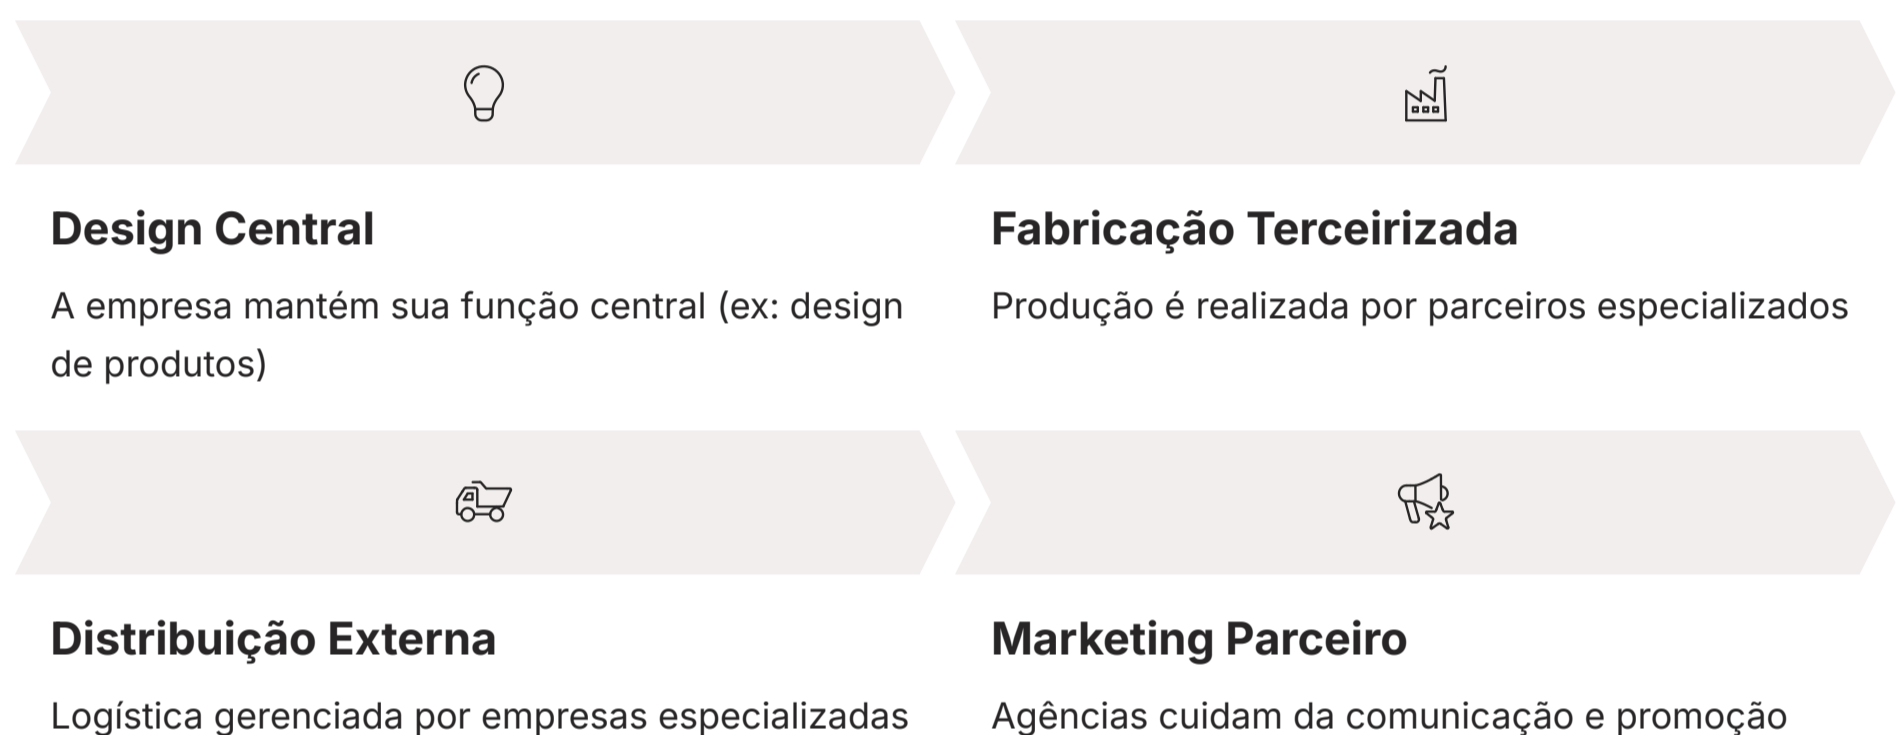 Design Central
A empresa mantém sua função central (ex: design
de produtos)
Fabricação Terceirizada
Produção é realizada por parceiros especializados
Distribuição Externa
Logística gerenciada por empresas especializadas
Marketing Parceiro
Agências cuidam da comunicação e promoção